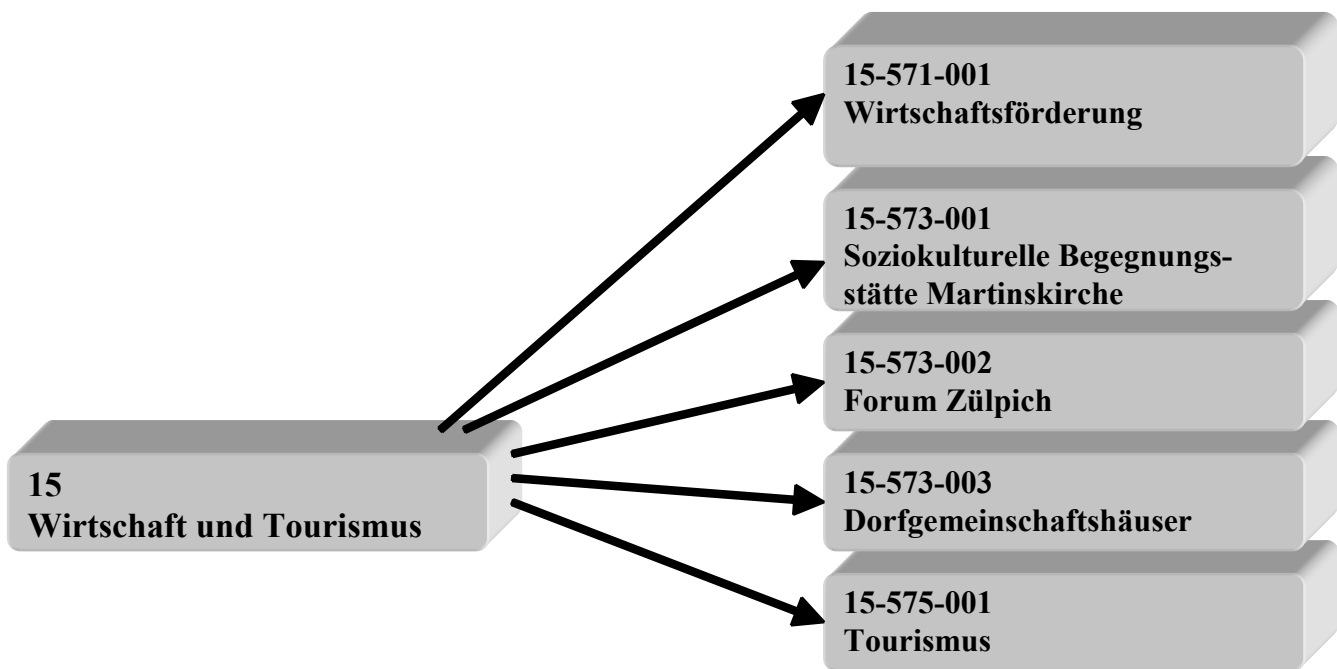 15-571-001
Wirtschaftsförderung
15-573-001
Soziokulturelle Begegnungs-
stätte Martinskirche
15-573-002
Forum Zülpich
15
Wirtschaft und Tourismus
15-573-003
Dorfgemeinschaftshäuser
15-575-001
Tourismus